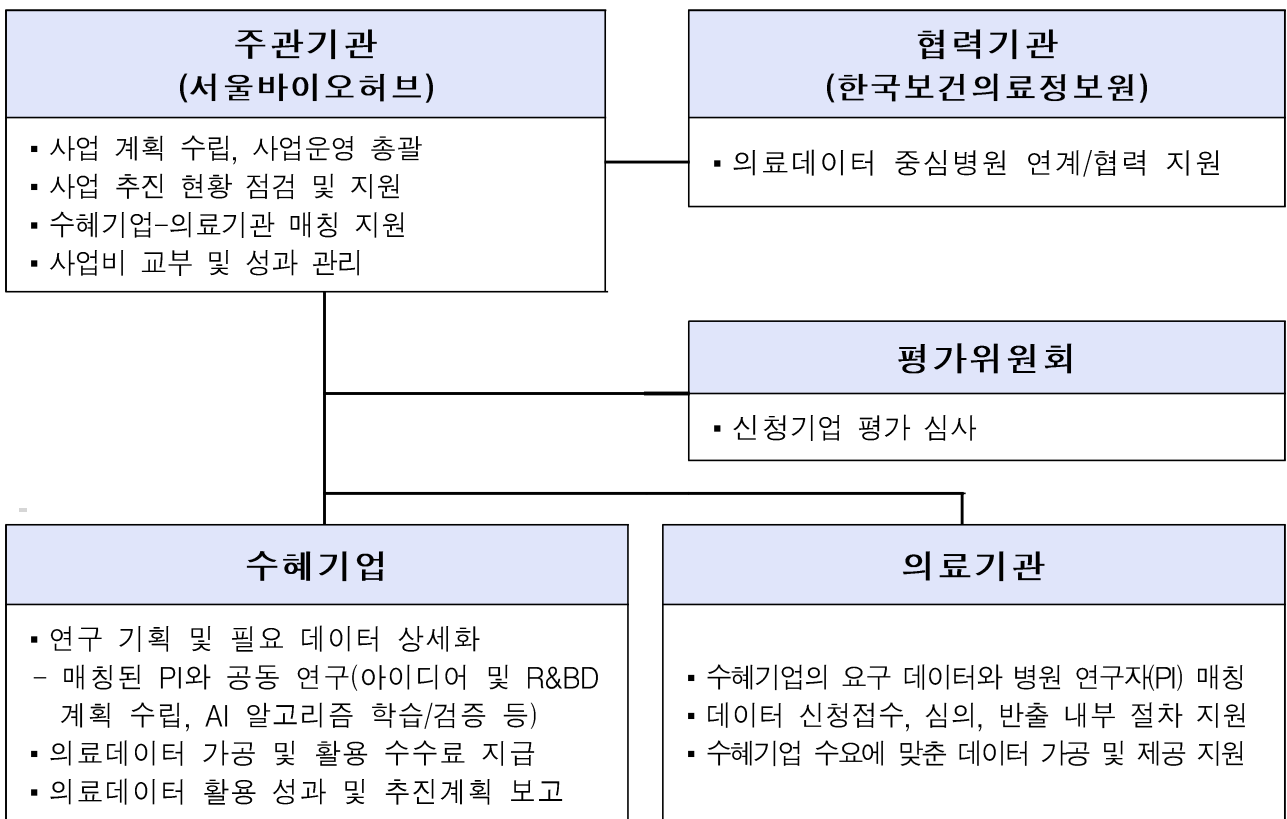 주관기관
(서울바이오허브)
▪ 사업 계획 수립, 사업운영 총괄
▪ 사업 추진 현황 점검 및 지원
▪ 수혜기업-의료기관 매칭 지원
▪ 사업비 교부 및 성과 관리
협력기관
(한국보건의료정보원)
▪ 의료데이터 중심병원 연계/협력 지원
평가위원회
▪ 신청기업 평가 심사
수혜기업
▪ 연구 기획 및 필요 데이터 상세화
- 매칭된 PI와 공동 연구(아이디어 및 R&BD
계획 수립, AI 알고리즘 학습/검증 등)
▪ 의료데이터 가공 및 활용 수수료 지급
▪ 의료데이터 활용 성과 및 추진계획 보고
의료기관
▪ 수혜기업의 요구 데이터와 병원 연구자(PI) 매칭
▪ 데이터 신청접수, 심의, 반출 내부 절차 지원
▪ 수혜기업 수요에 맞춘 데이터 가공 및 제공 지원